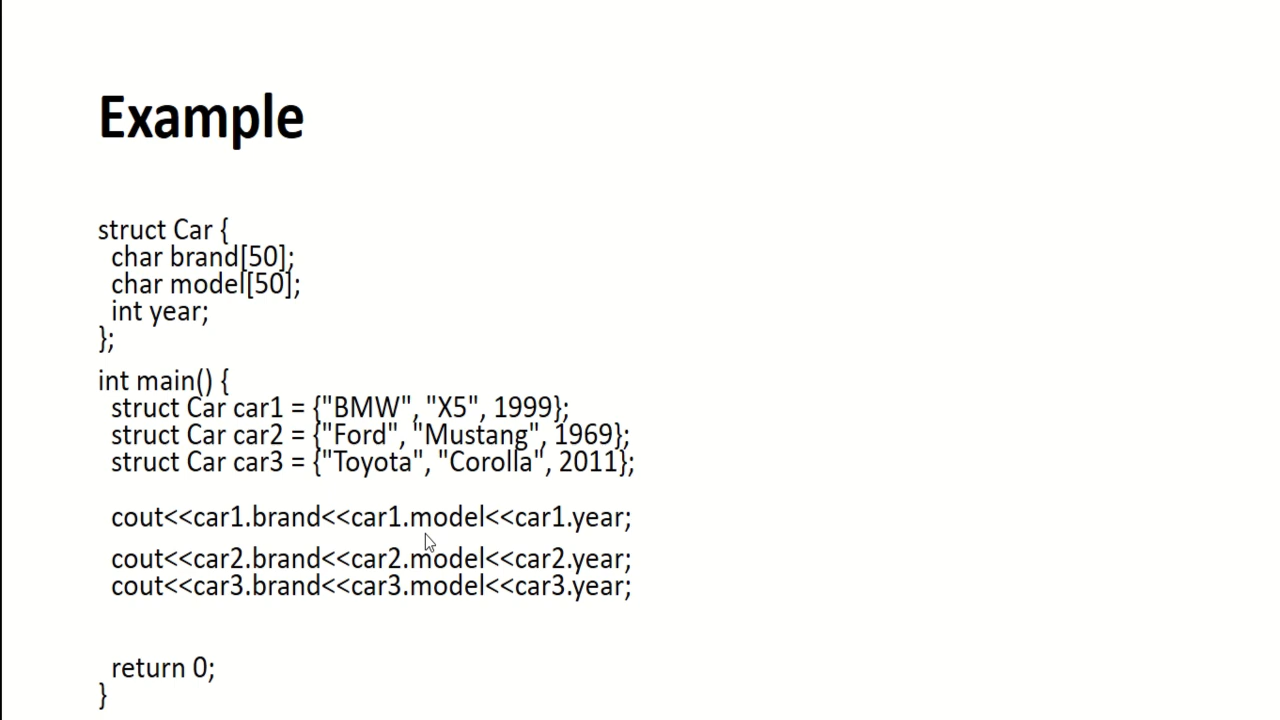 Example
struct Car {
char brand[50];
char model[50];
int year;
};
int main() {
struct Car car1 = {"BMW", "X5", 1999};
struct Car car2 = {"Ford", "Mustang", 1969};
struct Car car3 = {"Toyota", "Corolla", 2011};
cout<<car1.brand<<car1.model<<car1.year;
cout<<car2.brand<<car2.model<<car2.year;
cout<<car3.brand<<car3.model<<car3.year;
return 0;
}